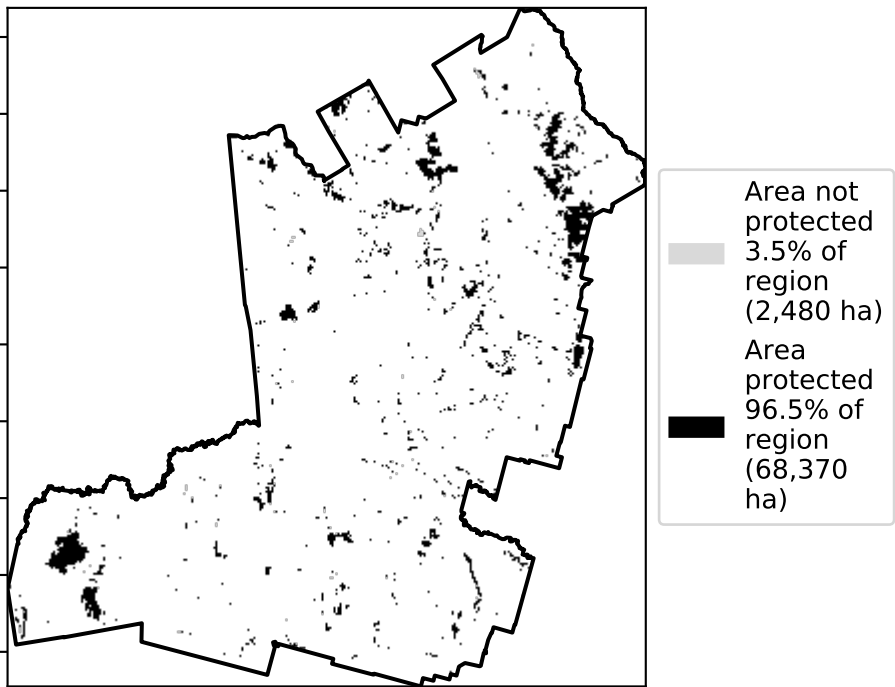 Area not
protected
3.5% of
region
(2,480 ha)
Area
protected
96.5% of
region
(68,370
ha)